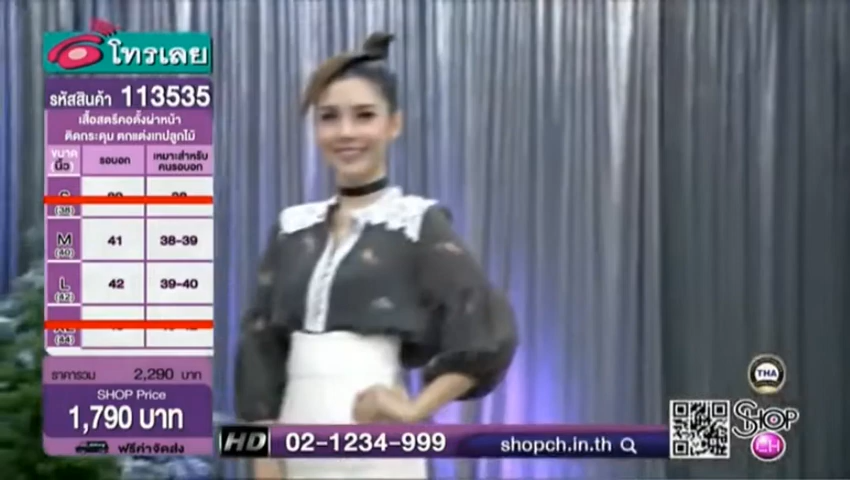 โทรเลย
รหัสสินค้า 113535
เสื้อสตรีคอตั้งผ่าหน้า
ติดกระดุม ตกแต่งเทปลูกไม้
ขนาด (นิ้ว) รอบอก เหมาะสำหรับคนรอบอก
(38)
M (40) 41 38-39
L (42) 42 39-40
(44)
ราคารวม 2,290 บาท
SHOP Price
1,790 บาท
ฟรีค่าจัดส่ง
HD 02-1234-999 shopch.in.th
THA
SHOP
CH